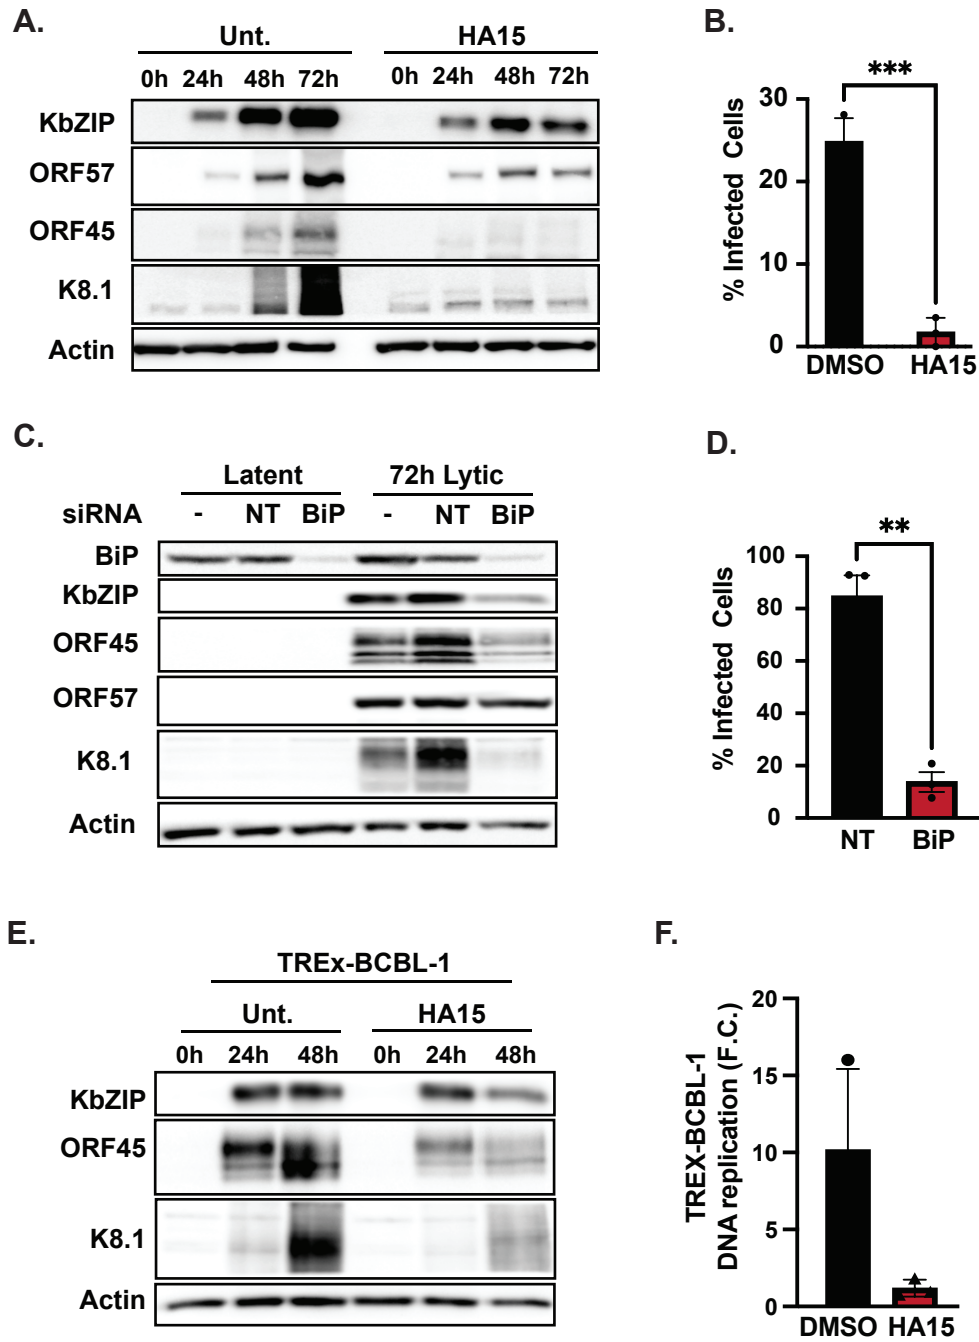 A.
Unt. HA15
0h 24h 48h 72h 0h 24h 48h 72h
KbZIP
ORF57
ORF45
K8.1
Actin
B.
***
% Infected Cells
30
20
10
0
DMSO HA15
C.
Latent 72h Lytic
siRNA - NT BiP - NT BiP
BiP
KbZIP
ORF45
ORF57
K8.1
Actin
D.
**
% Infected Cells
100
80
60
40
20
0
NT BiP
E.
TREx-BCBL-1
Unt. HA15
0h 24h 48h 0h 24h 48h
KbZIP
ORF45
K8.1
Actin
F.
TREX-BCBL-1
DNA replication (F.C.)
20
15
10
5
0
DMSO HA15